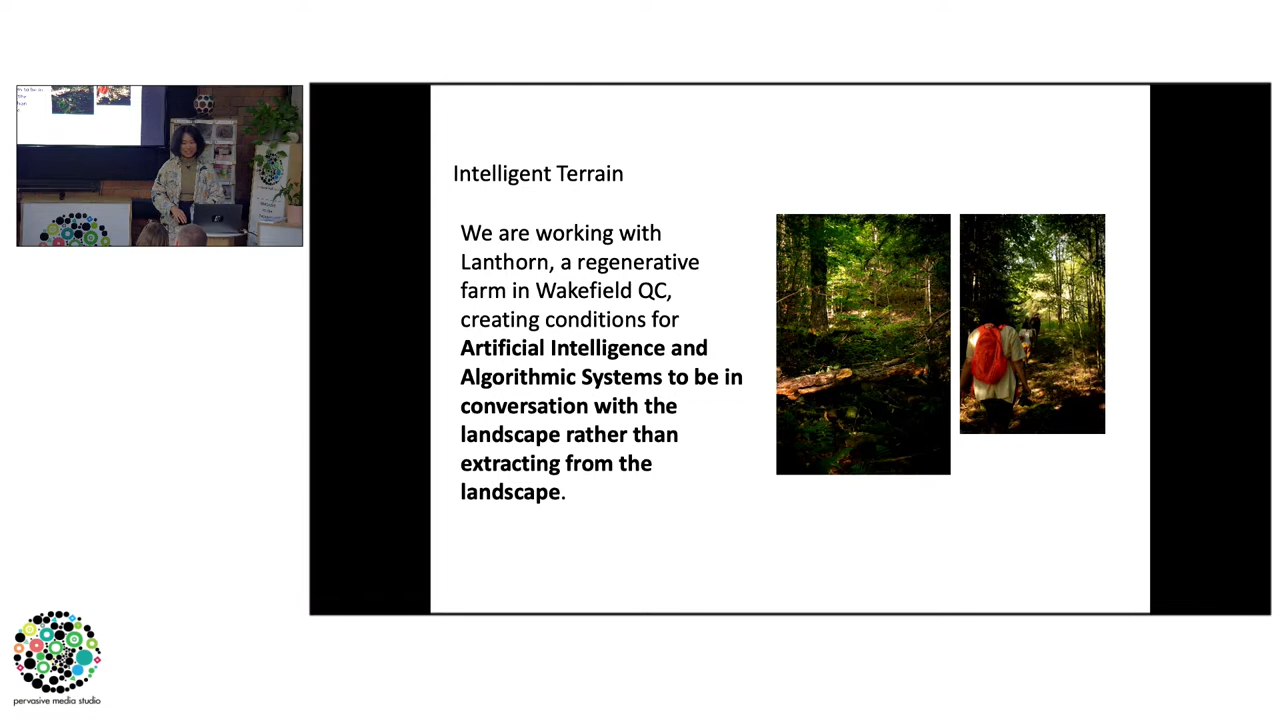 Intelligent Terrain
We are working with
Lanthorn, a regenerative
farm in Wakefield QC,
creating conditions for
Artificial Intelligence and
Algorithmic Systems to be in
conversation with the
landscape rather than
extracting from the
landscape.
pervasive media studio